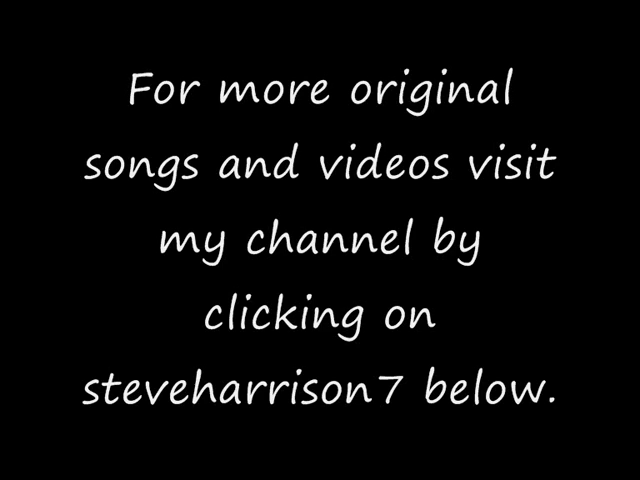 For more original
songs and videos visit
my channel by
clicking on
steveharrison7 below.